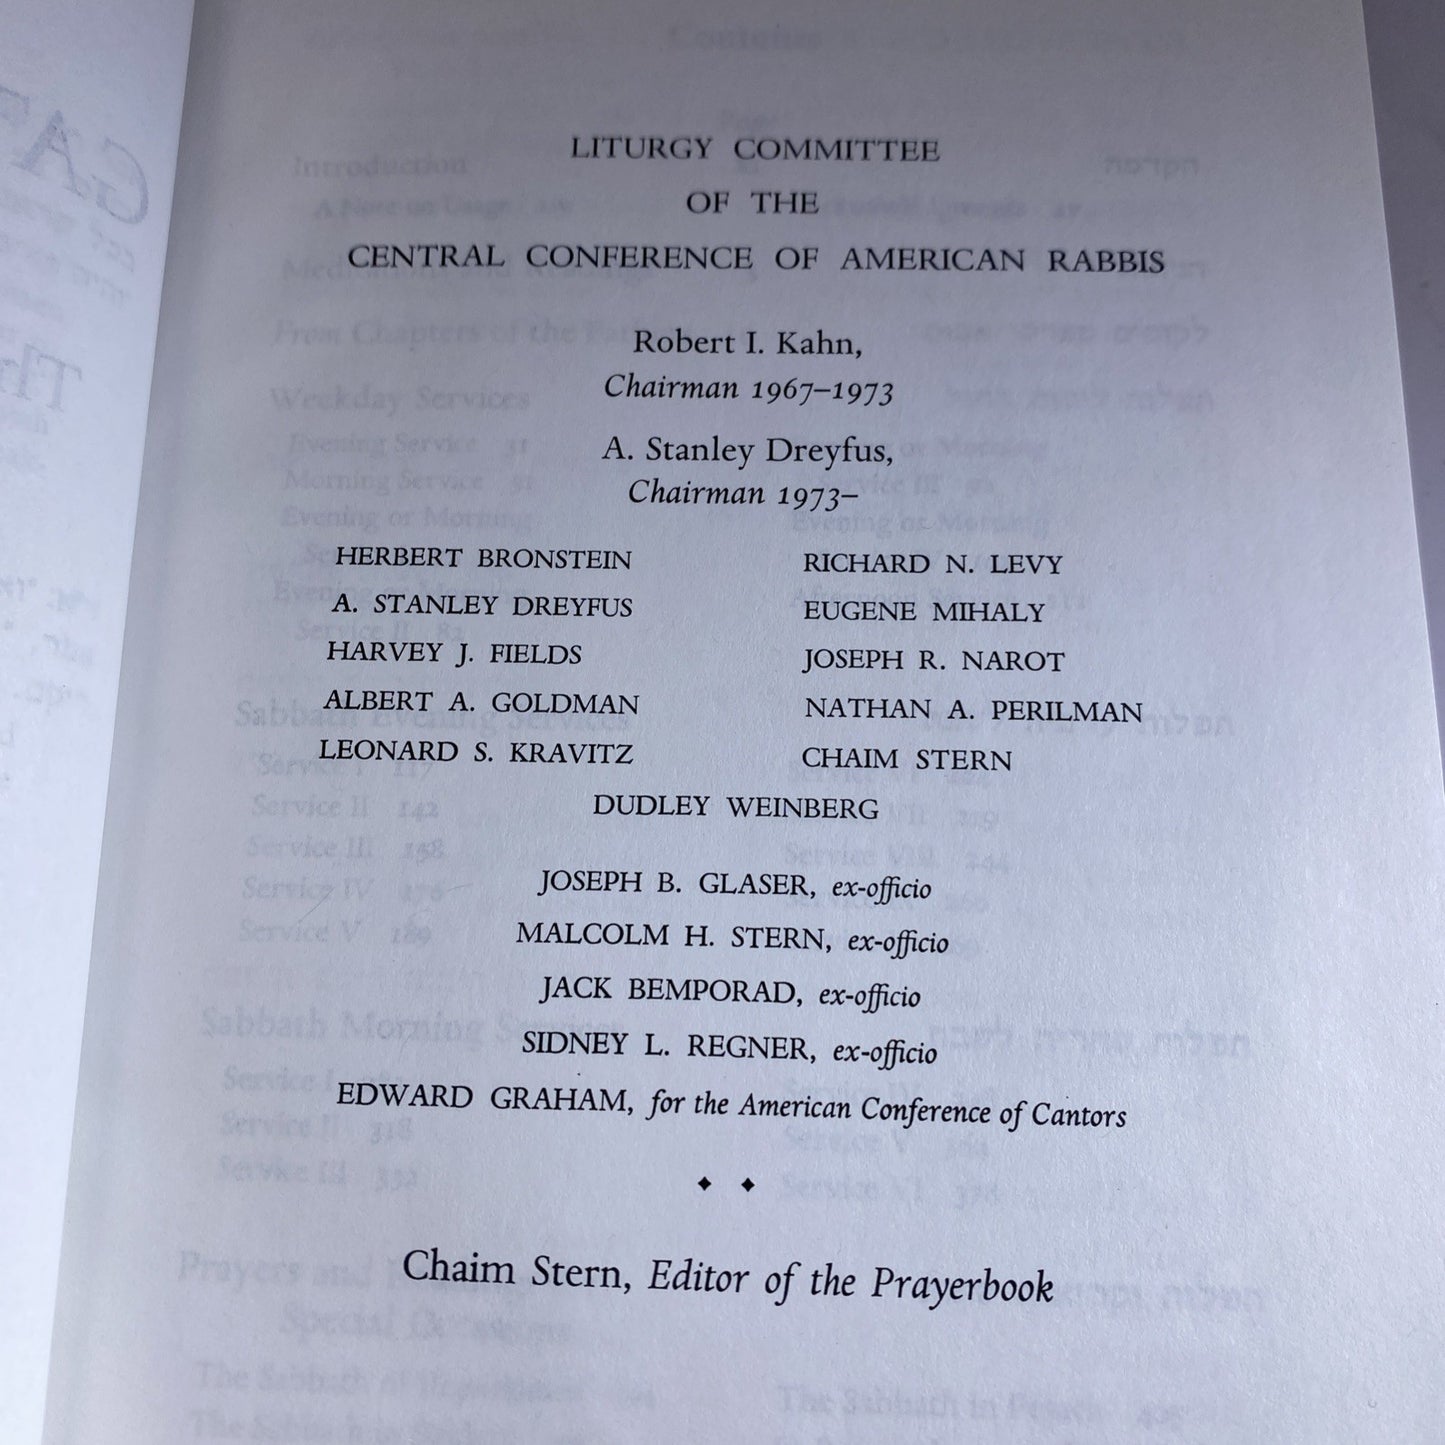 LITURGY COMMITTEE
OF THE
CENTRAL CONFERENCE OF AMERICAN RABBIS
Robert I. Kahn,
Chairman 1967–1973
A. Stanley Dreyfus,
Chairman 1973–
HERBERT BRONSTEIN
A. STANLEY DREYFUS
HARVEY J. FIELDS
ALBERT A. GOLDMAN
LEONARD S. KRAVITZ
RICHARD N. LEVY
EUGENE MIHALY
JOSEPH R. NAROT
NATHAN A. PERILMAN
CHAIM STERN
DUDLEY WEINBERG
JOSEPH B. GLASER, ex-officio
MALCOLM H. STERN, ex-officio
JACK BEMPORAD, ex-officio
SIDNEY L. REGNER, ex-officio
EDWARD GRAHAM, for the American Conference of Cantors
Chaim Stern, Editor of the Prayerbook